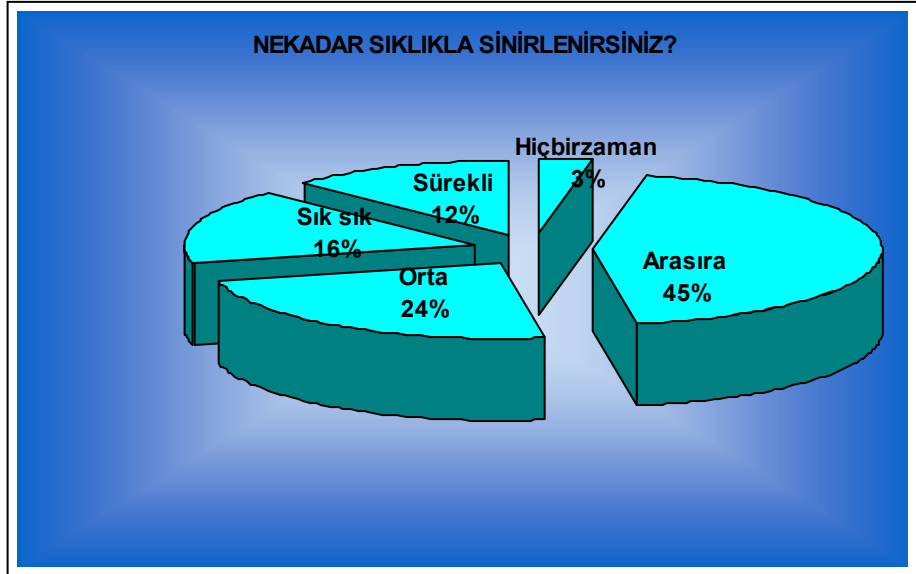 NEKADAR SIKLIKLA SİNİRLENİRSİNİZ?
Hiçbirzaman
3%
Arasıra
45%
Orta
24%
Sık sık
16%
Sürekli
12%